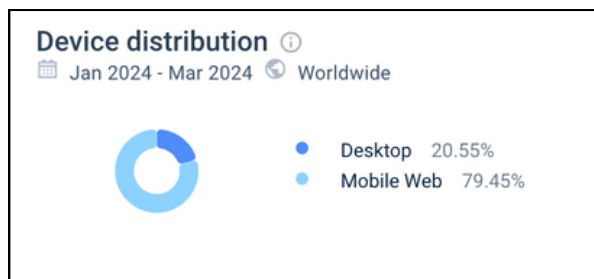 Device distribution
Jan 2024 - Mar 2024 Worldwide
Desktop 20.55%
Mobile Web 79.45%